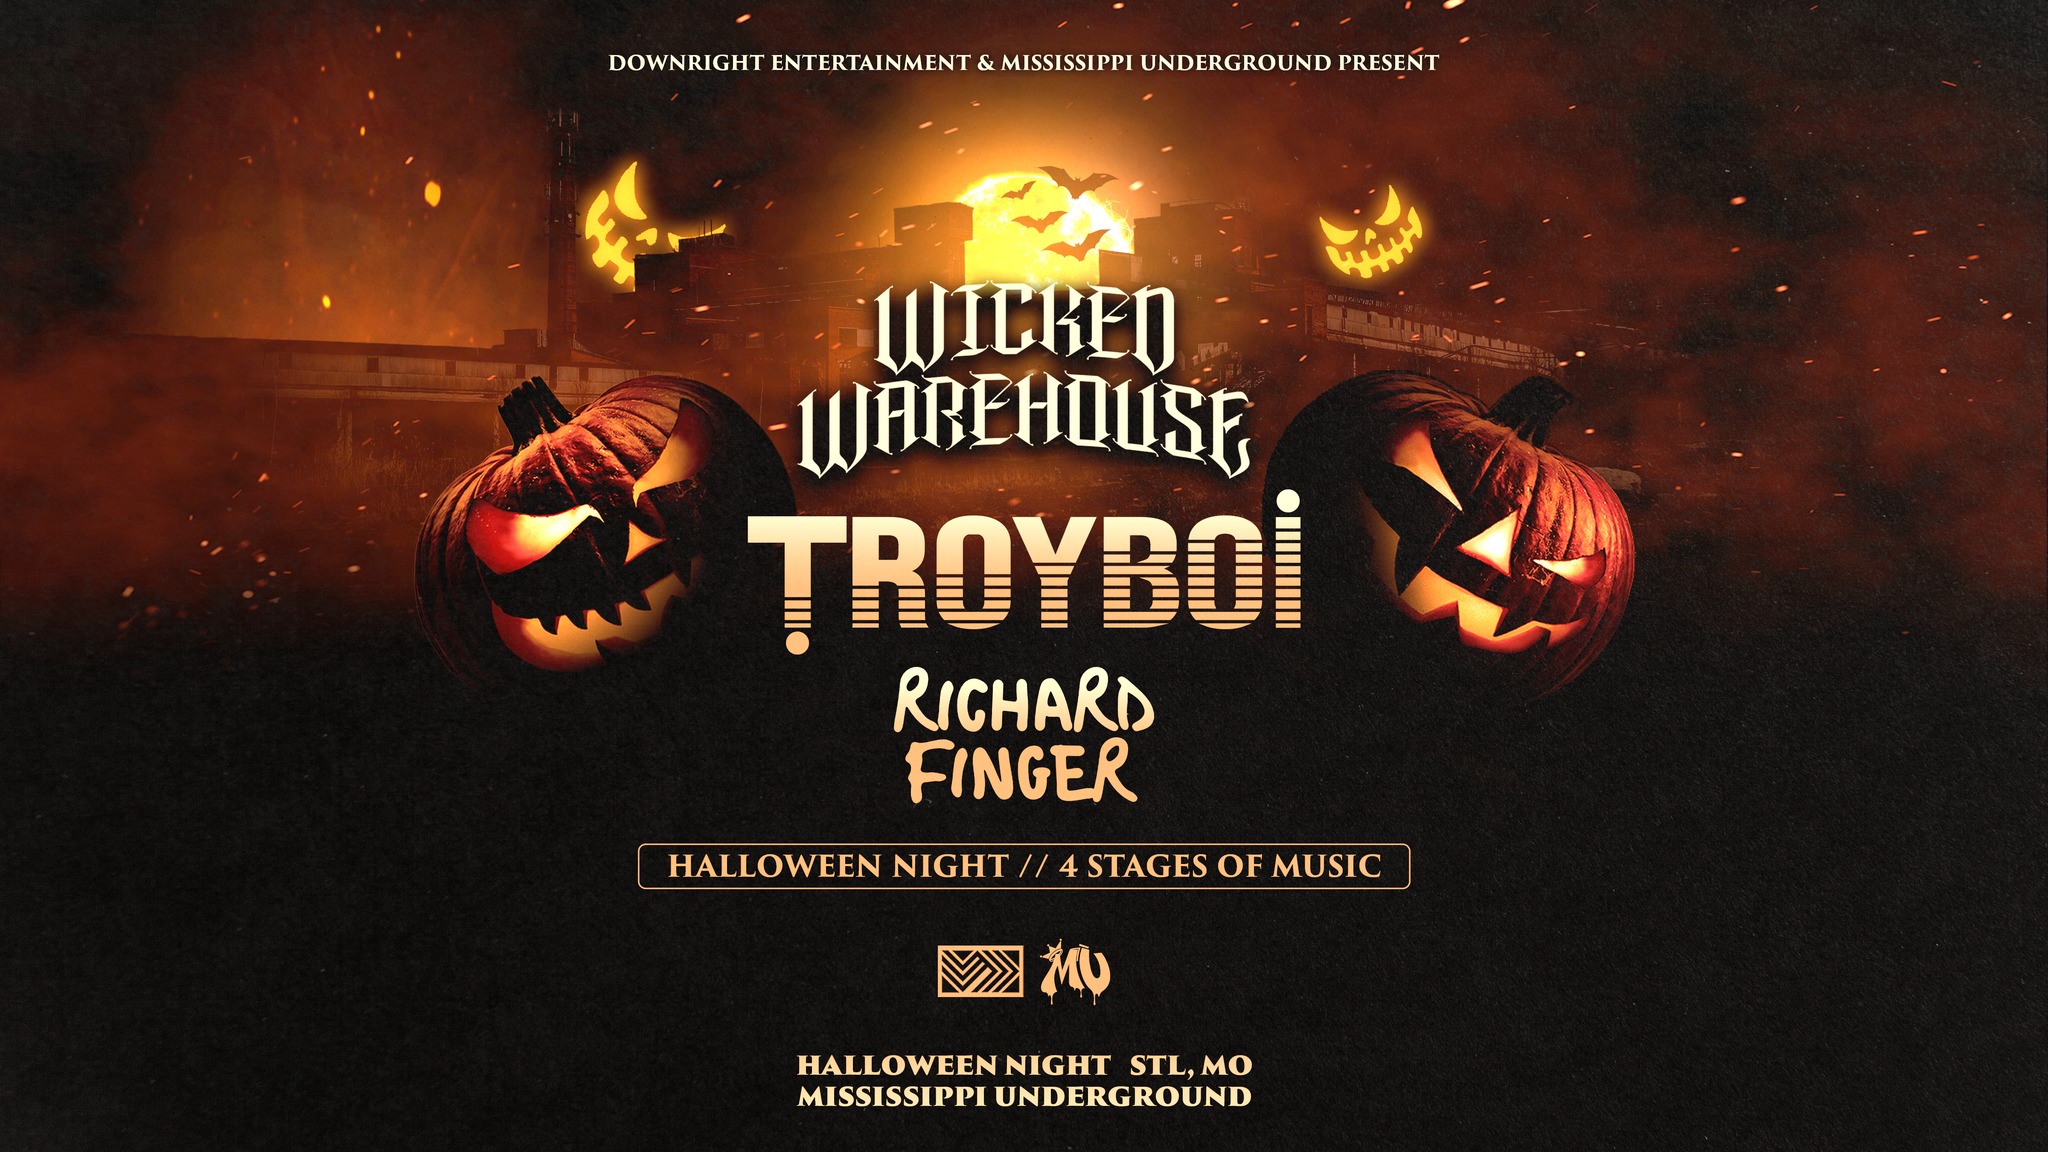 DOWNRIGHT ENTERTAINMENT & MISSISSIPPI UNDERGROUND PRESENT
WICKED
WAREHOUSE
TROYBOI
RICHARD
FINGER
HALLOWEEN NIGHT // 4 STAGES OF MUSIC
MU
HALLOWEEN NIGHT STL, MO
MISSISSIPPI UNDERGROUND